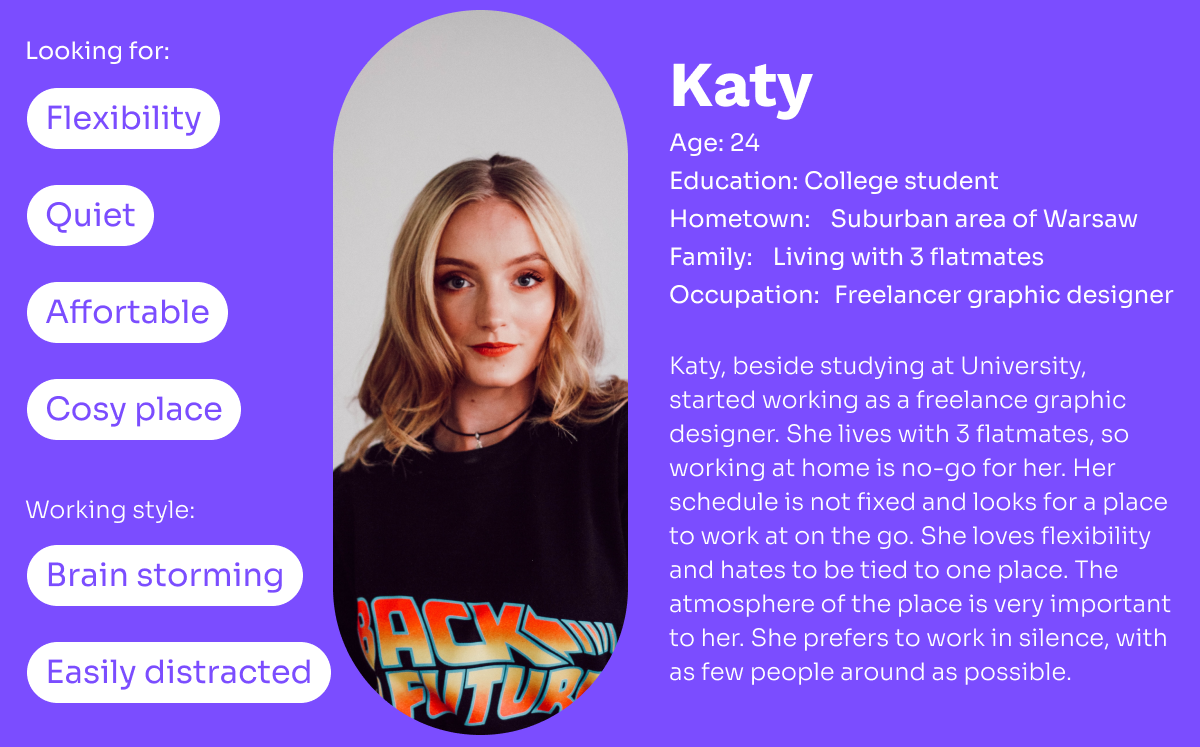 Looking for:
Flexibility
Quiet
Affortable
Cosy place
Working style:
Brain storming
Easily distracted
BACK TO
FUTURE
Katy
Age: 24
Education: College student
Hometown: Suburban area of Warsaw
Family: Living with 3 flatmates
Occupation: Freelancer graphic designer
Katy, beside studying at University,
started working as a freelance graphic
designer. She lives with 3 flatmates, so
working at home is no-go for her. Her
schedule is not fixed and looks for a place
to work at on the go. She loves flexibility
and hates to be tied to one place. The
atmosphere of the place is very important
to her. She prefers to work in silence, with
as few people around as possible.